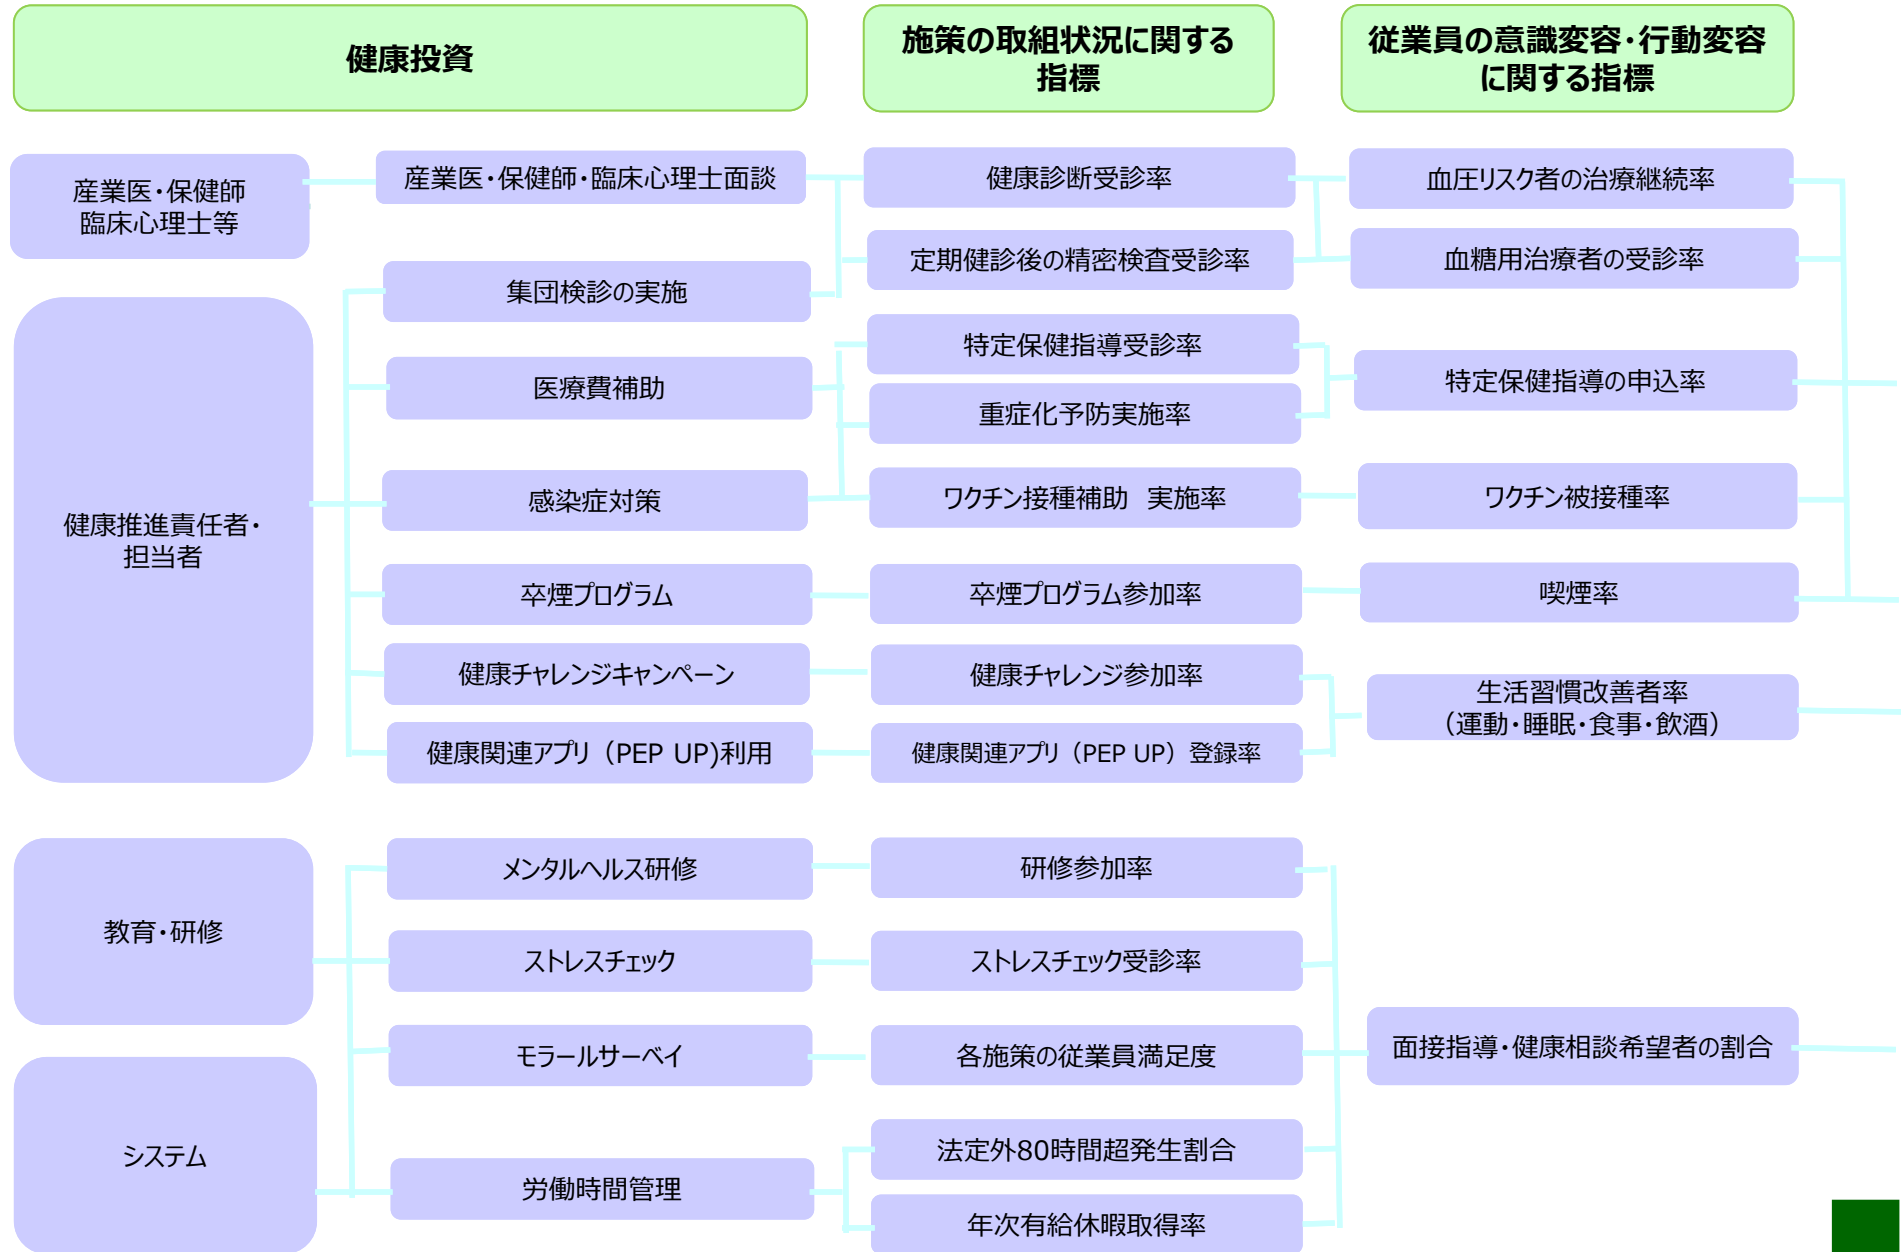 健康投資
施策の取組状況に関する
指標
従業員の意識変容・行動変容
に関する指標
産業医・保健師
臨床心理士等
産業医・保健師・臨床心理士面談
健康診断受診率
血圧リスク者の治療継続率
定期健診後の精密検査受診率
血糖用治療者の受診率
健康推進責任者・
担当者
集団検診の実施
特定保健指導受診率
医療費補助
特定保健指導の申込率
重症化予防実施率
感染症対策
ワクチン接種補助　実施率
ワクチン被接種率
卒煙プログラム
卒煙プログラム参加率
喫煙率
健康チャレンジキャンペーン
健康チャレンジ参加率
生活習慣改善者率
（運動・睡眠・食事・飲酒）
健康関連アプリ（PEP UP)利用
健康関連アプリ（PEP UP）登録率
教育・研修
メンタルヘルス研修
研修参加率
ストレスチェック
ストレスチェック受診率
モラールサーベイ
各施策の従業員満足度
面接指導・健康相談希望者の割合
システム
労働時間管理
法定外80時間超発生割合
年次有給休暇取得率